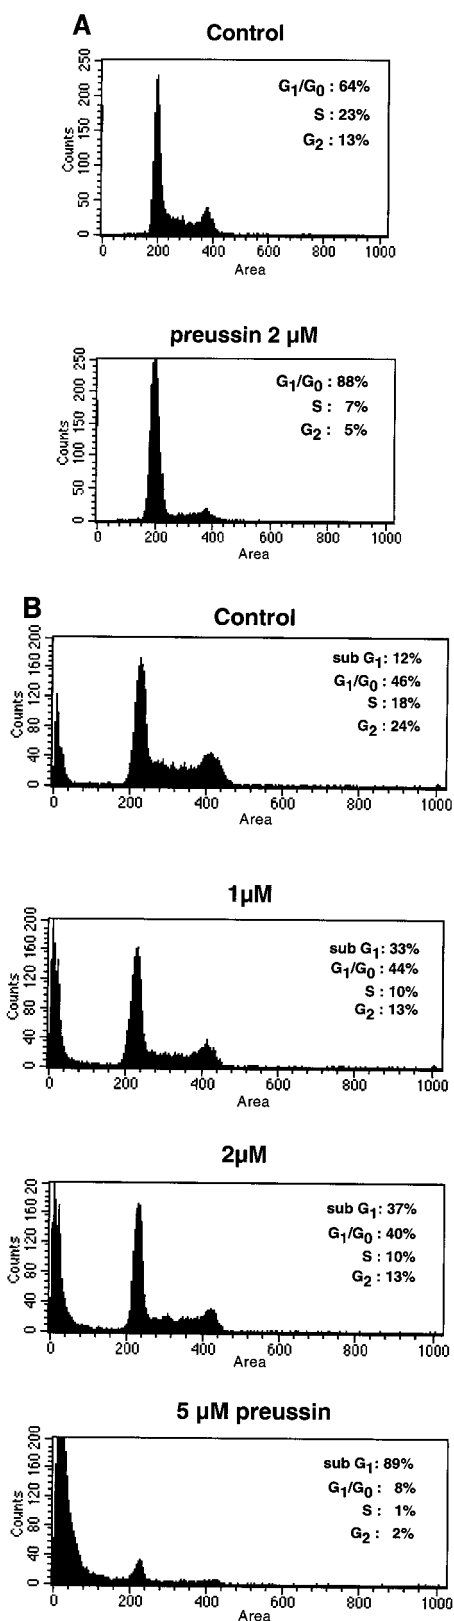 A
Control
G1/G0 : 64%
S : 23%
G2 : 13%
Counts
0 50 100 150 200 250
0 200 400 600 800 1000
Area
preussin 2 µM
G1/G0 : 88%
S : 7%
G2 : 5%
Counts
0 50 100 150 200 250
0 200 400 600 800 1000
Area
B
Control
sub G1: 12%
G1/G0 : 46%
S : 18%
G2 : 24%
Counts
0 40 80 120 160 200
0 200 400 600 800 1000
Area
1µM
sub G1: 33%
G1/G0 : 44%
S : 10%
G2 : 13%
Counts
0 40 80 120 160 200
0 200 400 600 800 1000
Area
2µM
sub G1: 37%
G1/G0 : 40%
S : 10%
G2 : 13%
Counts
0 40 80 120 160 20
0 200 400 600 800 1000
Area
5 µM preussin
sub G1: 89%
G1/G0 : 8%
S : 1%
G2 : 2%
Counts
0 40 80 120 160 200
0 200 400 600 800 1000